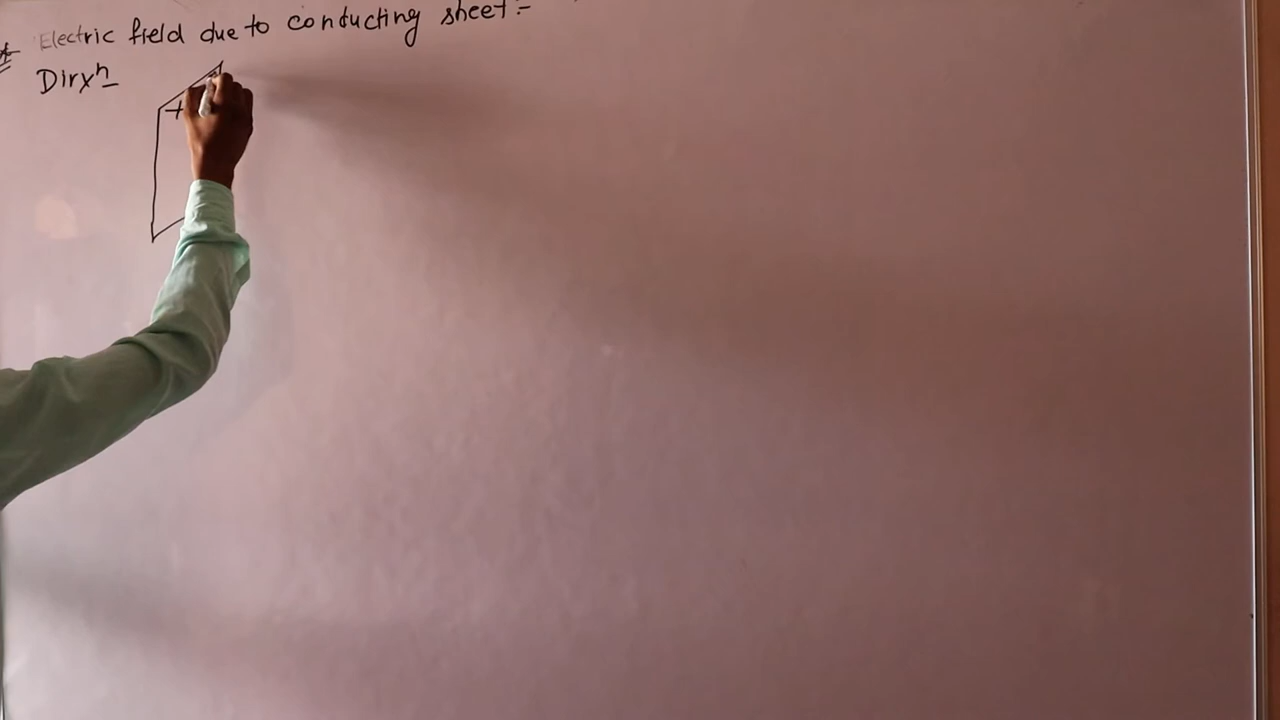 * Electric field due to conducting sheet :-
Dirxn
+